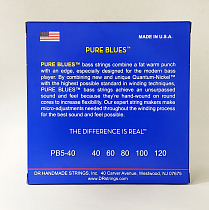 MADE IN U.S.A.
PURE BLUES™
PURE BLUES™ bass strings combine a fat warm punch
with an edge, especially designed for the modern bass
player. By combining new and unique Quantum-Nickel™
with the highest possible standard in winding techniques,
PURE BLUES™ strings achieve an unsurpassed
sound and feel because they're hand-wound on round
cores to increase flexibility. Our expert string makers make
micro-adjustments needed throughout the winding process
for the best sound and feel possible.
THE DIFFERENCE IS REAL™
PB5-40 40 60 80 100 120
DR HANDMADE STRINGS, Inc. 40 Carver Avenue, Westwood, NJ 07675
www.DRstrings.com